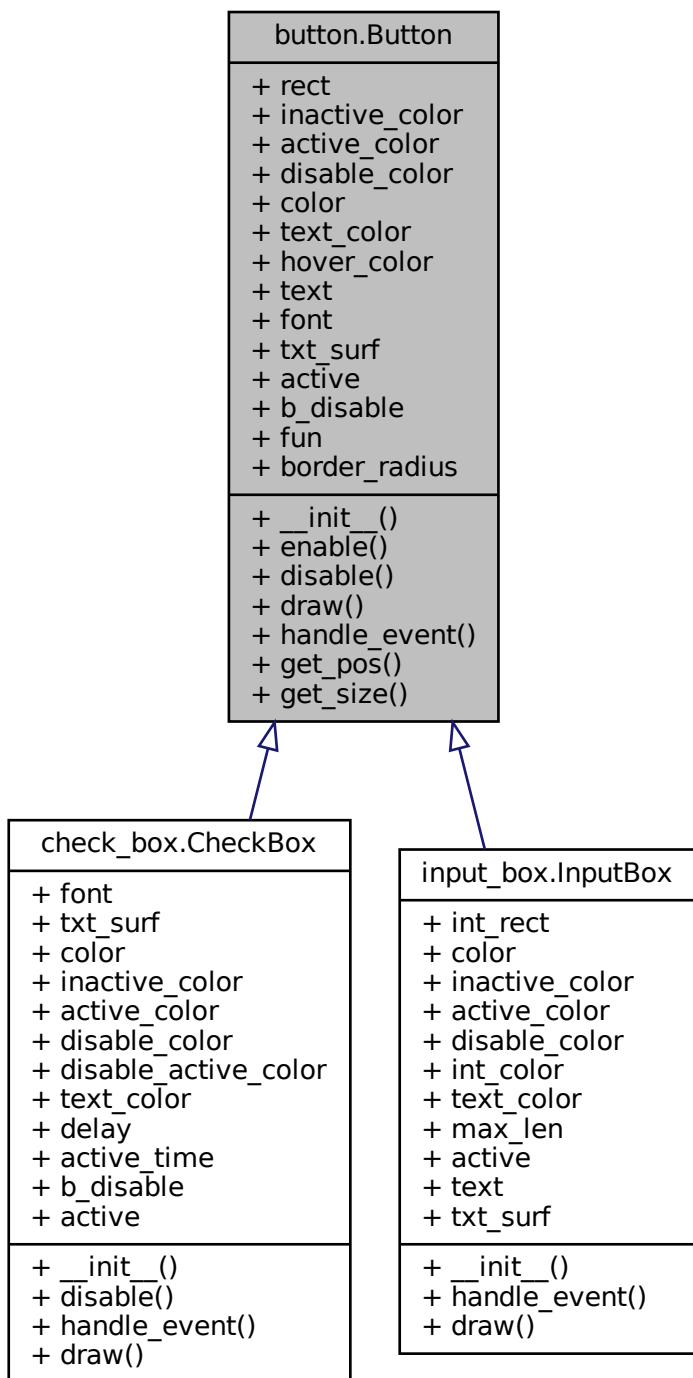 button.Button
+ rect
+ inactive_color
+ active_color
+ disable_color
+ color
+ text_color
+ hover_color
+ text
+ font
+ txt_surf
+ active
+ b_disable
+ fun
+ border_radius
+ __init__()
+ enable()
+ disable()
+ draw()
+ handle_event()
+ get_pos()
+ get_size()
check_box.CheckBox
+ font
+ txt_surf
+ color
+ inactive_color
+ active_color
+ disable_color
+ disable_active_color
+ text_color
+ delay
+ active_time
+ b_disable
+ active
+ __init__()
+ disable()
+ handle_event()
+ draw()
input_box.InputBox
+ int_rect
+ color
+ inactive_color
+ active_color
+ disable_color
+ int_color
+ text_color
+ max_len
+ active
+ text
+ txt_surf
+ __init__()
+ handle_event()
+ draw()